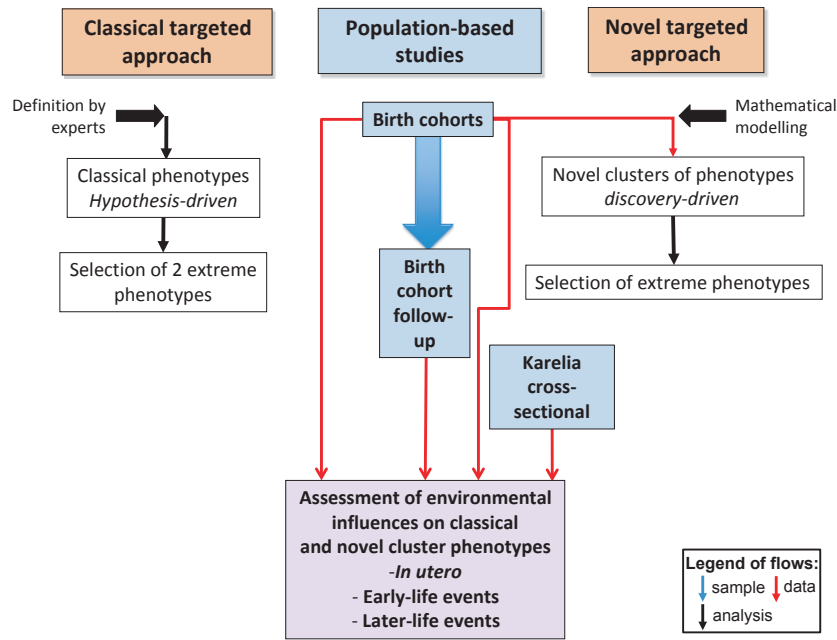 Classical targeted
approach
Population-based
studies
Novel targeted
approach
Definition by
experts
Birth cohorts
Mathematical
modelling
Classical phenotypes
Hypothesis-driven
Novel clusters of phenotypes
discovery-driven
Selection of 2 extreme
phenotypes
Birth
cohort
follow-
up
Selection of extreme phenotypes
Karelia
cross-
sectional
Assessment of environmental
influences on classical
and novel cluster phenotypes
-In utero
- Early-life events
- Later-life events
Legend of flows:
sample data
analysis